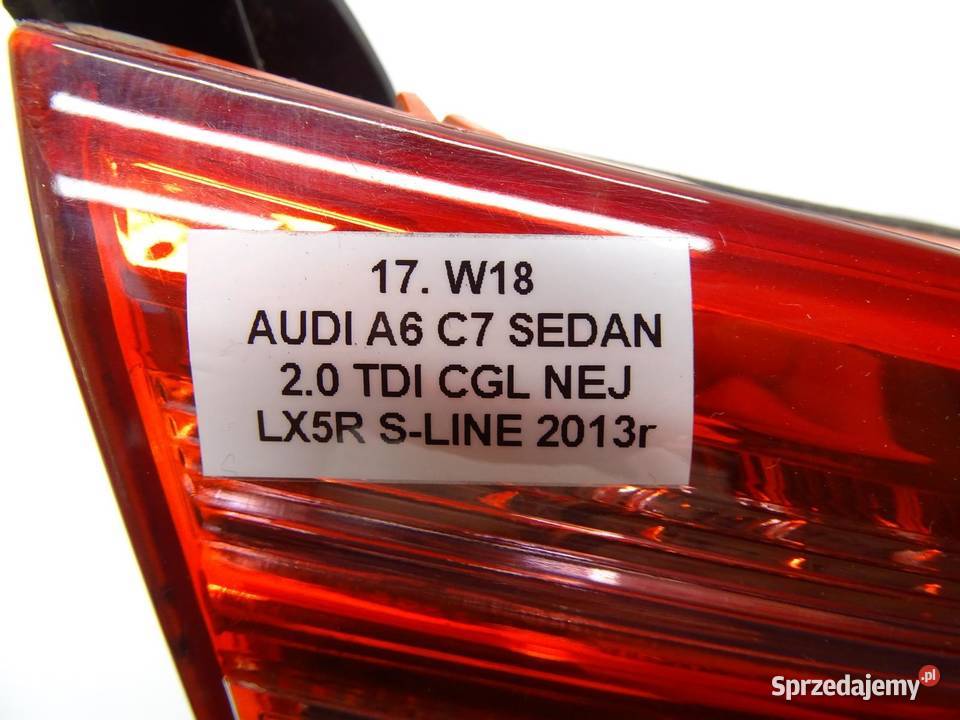 17. W18
AUDI A6 C7 SEDAN
2.0 TDI CGL NEJ
LX5R S-LINE 2013r
Sprzedajemy.pl